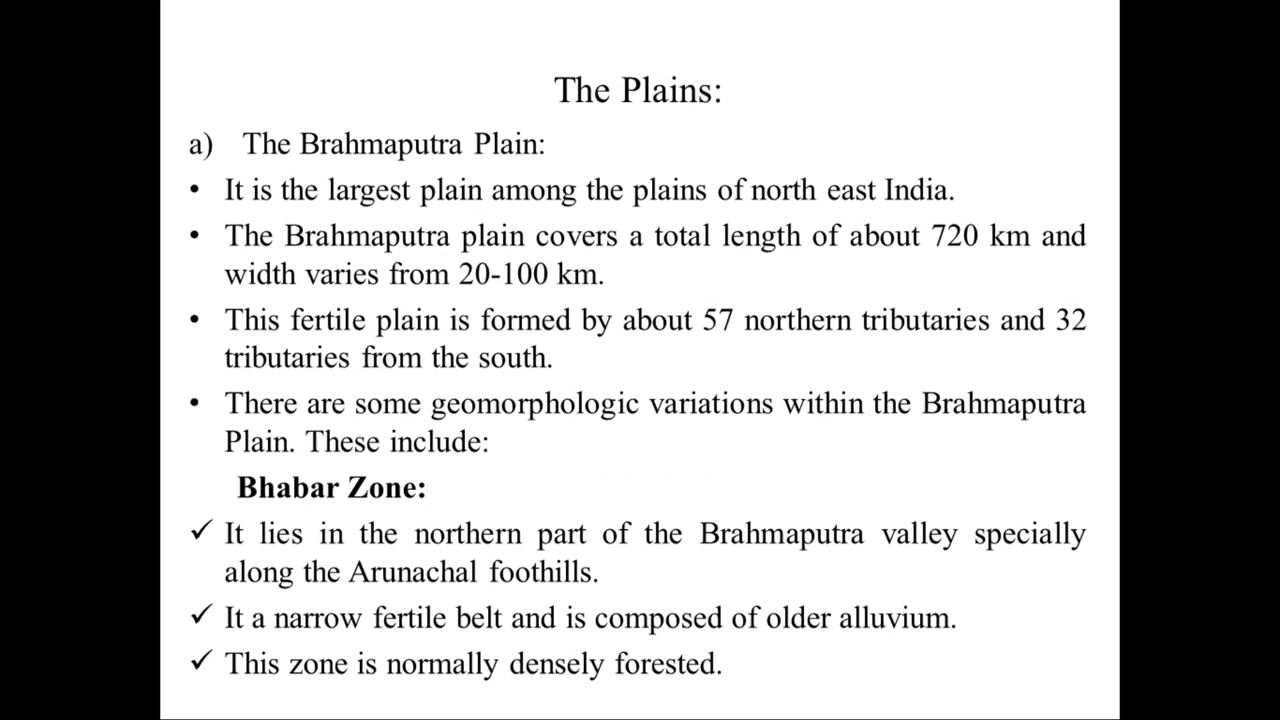 The Plains:
a) The Brahmaputra Plain:
• It is the largest plain among the plains of north east India.
• The Brahmaputra plain covers a total length of about 720 km and
width varies from 20-100 km.
• This fertile plain is formed by about 57 northern tributaries and 32
tributaries from the south.
• There are some geomorphologic variations within the Brahmaputra
Plain. These include:
Bhabar Zone:
✓ It lies in the northern part of the Brahmaputra valley specially
along the Arunachal foothills.
✓ It a narrow fertile belt and is composed of older alluvium.
✓ This zone is normally densely forested.